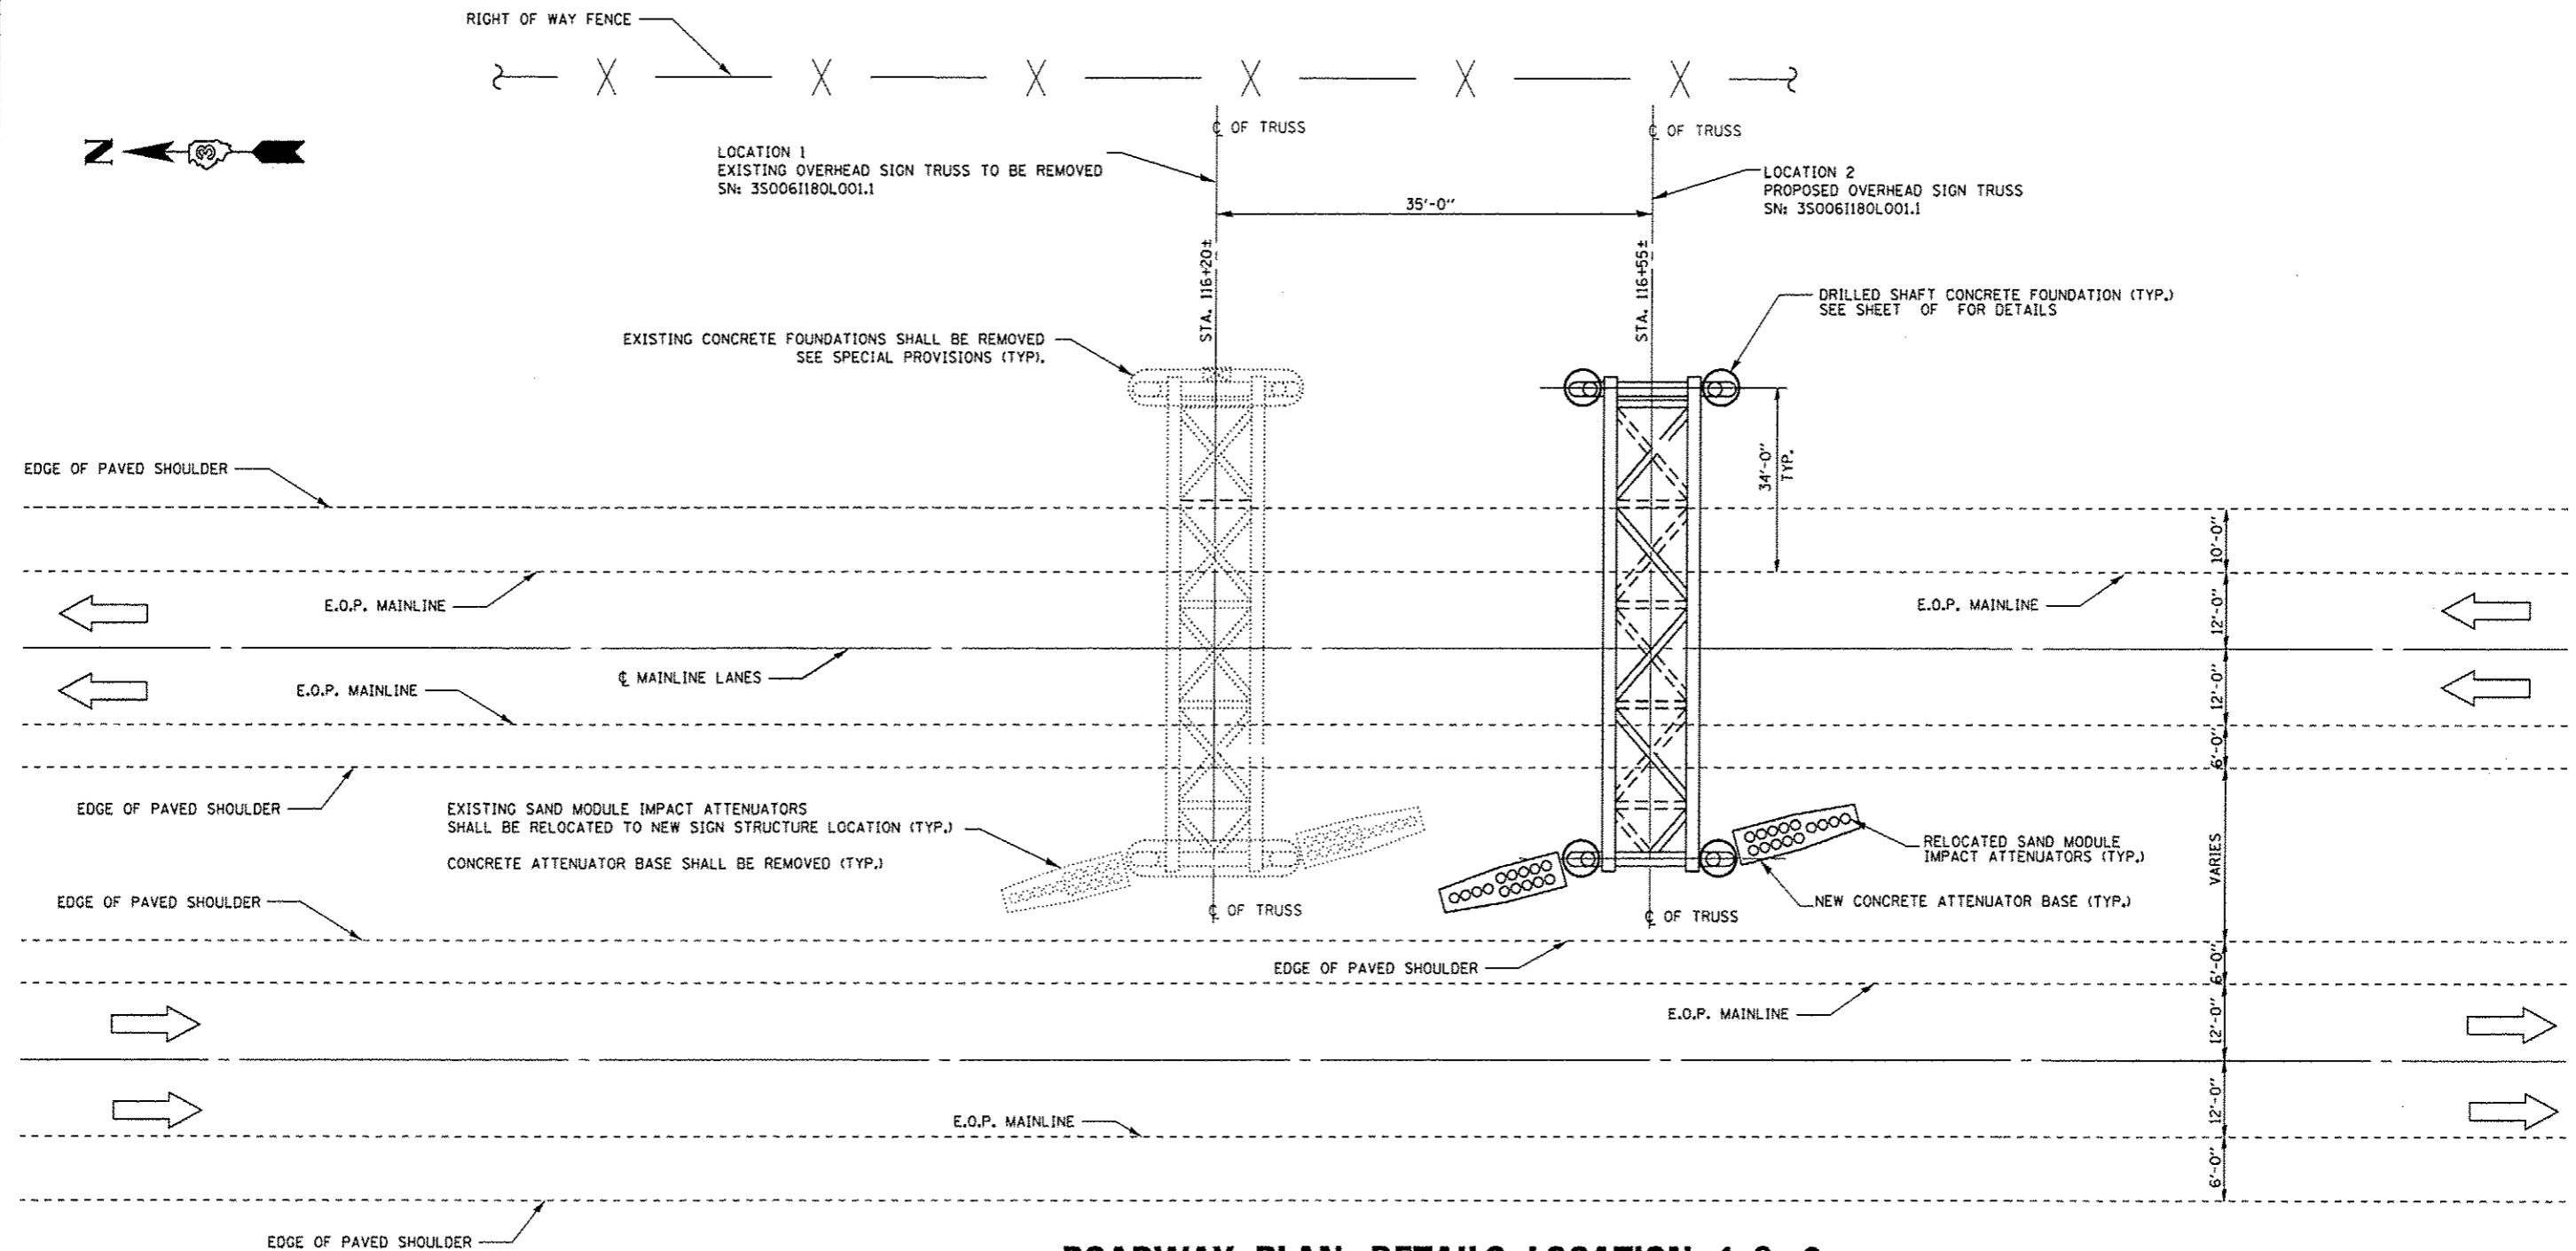 RIGHT OF WAY FENCE
℄ OF TRUSS
℄ OF TRUSS
N
3
LOCATION 1
EXISTING OVERHEAD SIGN TRUSS TO BE REMOVED
SN: 3S006I180L001.1
LOCATION 2
PROPOSED OVERHEAD SIGN TRUSS
SN: 3S006I180L001.1
35'-0"
STA. 116+20±
STA. 116+55±
DRILLED SHAFT CONCRETE FOUNDATION (TYP.)
SEE SHEET OF FOR DETAILS
EXISTING CONCRETE FOUNDATIONS SHALL BE REMOVED
SEE SPECIAL PROVISIONS (TYP).
34'-0"
TYP.
EDGE OF PAVED SHOULDER
10'-0"
E.O.P. MAINLINE
E.O.P. MAINLINE
12'-0"
℄ MAINLINE LANES
E.O.P. MAINLINE
12'-0"
6'-0"
EDGE OF PAVED SHOULDER
EXISTING SAND MODULE IMPACT ATTENUATORS
SHALL BE RELOCATED TO NEW SIGN STRUCTURE LOCATION (TYP.)
CONCRETE ATTENUATOR BASE SHALL BE REMOVED (TYP.)
RELOCATED SAND MODULE
IMPACT ATTENUATORS (TYP.)
VARIES
EDGE OF PAVED SHOULDER
NEW CONCRETE ATTENUATOR BASE (TYP.)
℄ OF TRUSS
℄ OF TRUSS
EDGE OF PAVED SHOULDER
6'-0"
E.O.P. MAINLINE
12'-0"
E.O.P. MAINLINE
12'-0"
6'-0"
EDGE OF PAVED SHOULDER